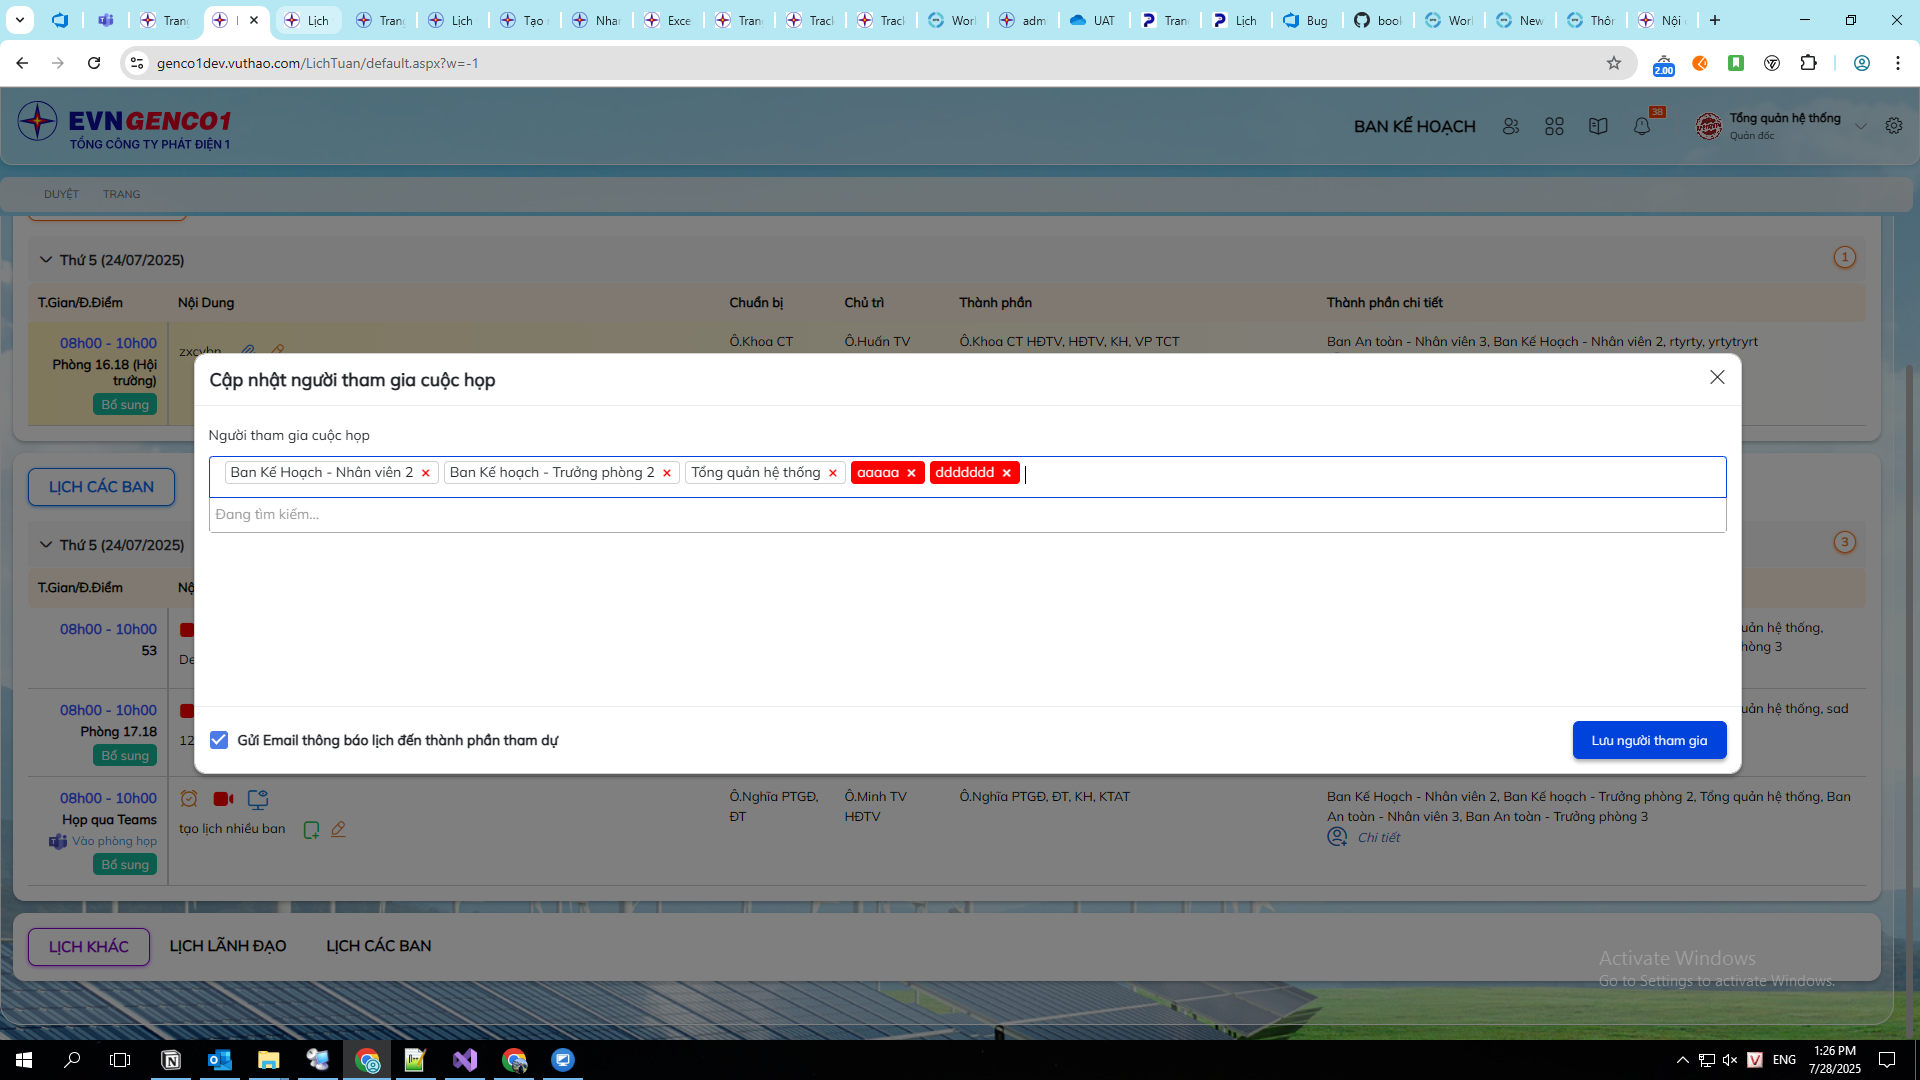 Tran
Lịch
Tran
Lịch
Tạo r
Nhar
Exce
Tran
Track
Track
Worl
adm
UAT
Tran
Lịch
Bug
bool
Worl
New
Thôr
Nội
genco1dev.vuthao.com/LichTuan/default.aspx?w=-1
2.00
EVNGENCO1
TỔNG CÔNG TY PHÁT ĐIỆN 1
BAN KẾ HOẠCH
38
Tổng quản hệ thống
Quản đốc
DUYỆT TRANG
Thứ 5 (24/07/2025)
1
T.Gian/Đ.Điểm Nội Dung Chuẩn bị Chủ trì Thành phần Thành phần chi tiết
08h00 - 10h00 zxcvbn Ô.Khoa CT Ô.Huấn TV Ô.Khoa CT HĐTV, HĐTV, KH, VP TCT Ban An toàn - Nhân viên 3, Ban Kế Hoạch - Nhân viên 2, rtyrty, yrtytryrt
Phòng 16.18 (Hội
trường)
Bổ sung
Cập nhật người tham gia cuộc họp
Người tham gia cuộc họp
Ban Kế Hoạch - Nhân viên 2 × Ban Kế hoạch - Trưởng phòng 2 × Tổng quản hệ thống × aaaaa × ddddddd ×
Đang tìm kiếm...
Gửi Email thông báo lịch đến thành phần tham dự
Lưu người tham gia
LỊCH CÁC BAN
Thứ 5 (24/07/2025)
3
T.Gian/Đ.Điểm Nộ
08h00 - 10h00
53
De
uản hệ thống,
hòng 3
08h00 - 10h00
Phòng 17.18
12
Bổ sung
uản hệ thống, sad
08h00 - 10h00
Họp qua Teams
Vào phòng họp
Bổ sung
tạo lịch nhiều ban
Ô.Nghĩa PTGĐ,
ĐT
Ô.Minh TV
HĐTV
Ô.Nghĩa PTGĐ, ĐT, KH, KTAT
Ban Kế Hoạch - Nhân viên 2, Ban Kế hoạch - Trưởng phòng 2, Tổng quản hệ thống, Ban
An toàn - Nhân viên 3, Ban An toàn - Trưởng phòng 3
Chi tiết
LỊCH KHÁC LỊCH LÃNH ĐẠO LỊCH CÁC BAN
Activate Windows
Go to Settings to activate Windows.
ENG
1:26 PM
7/28/2025